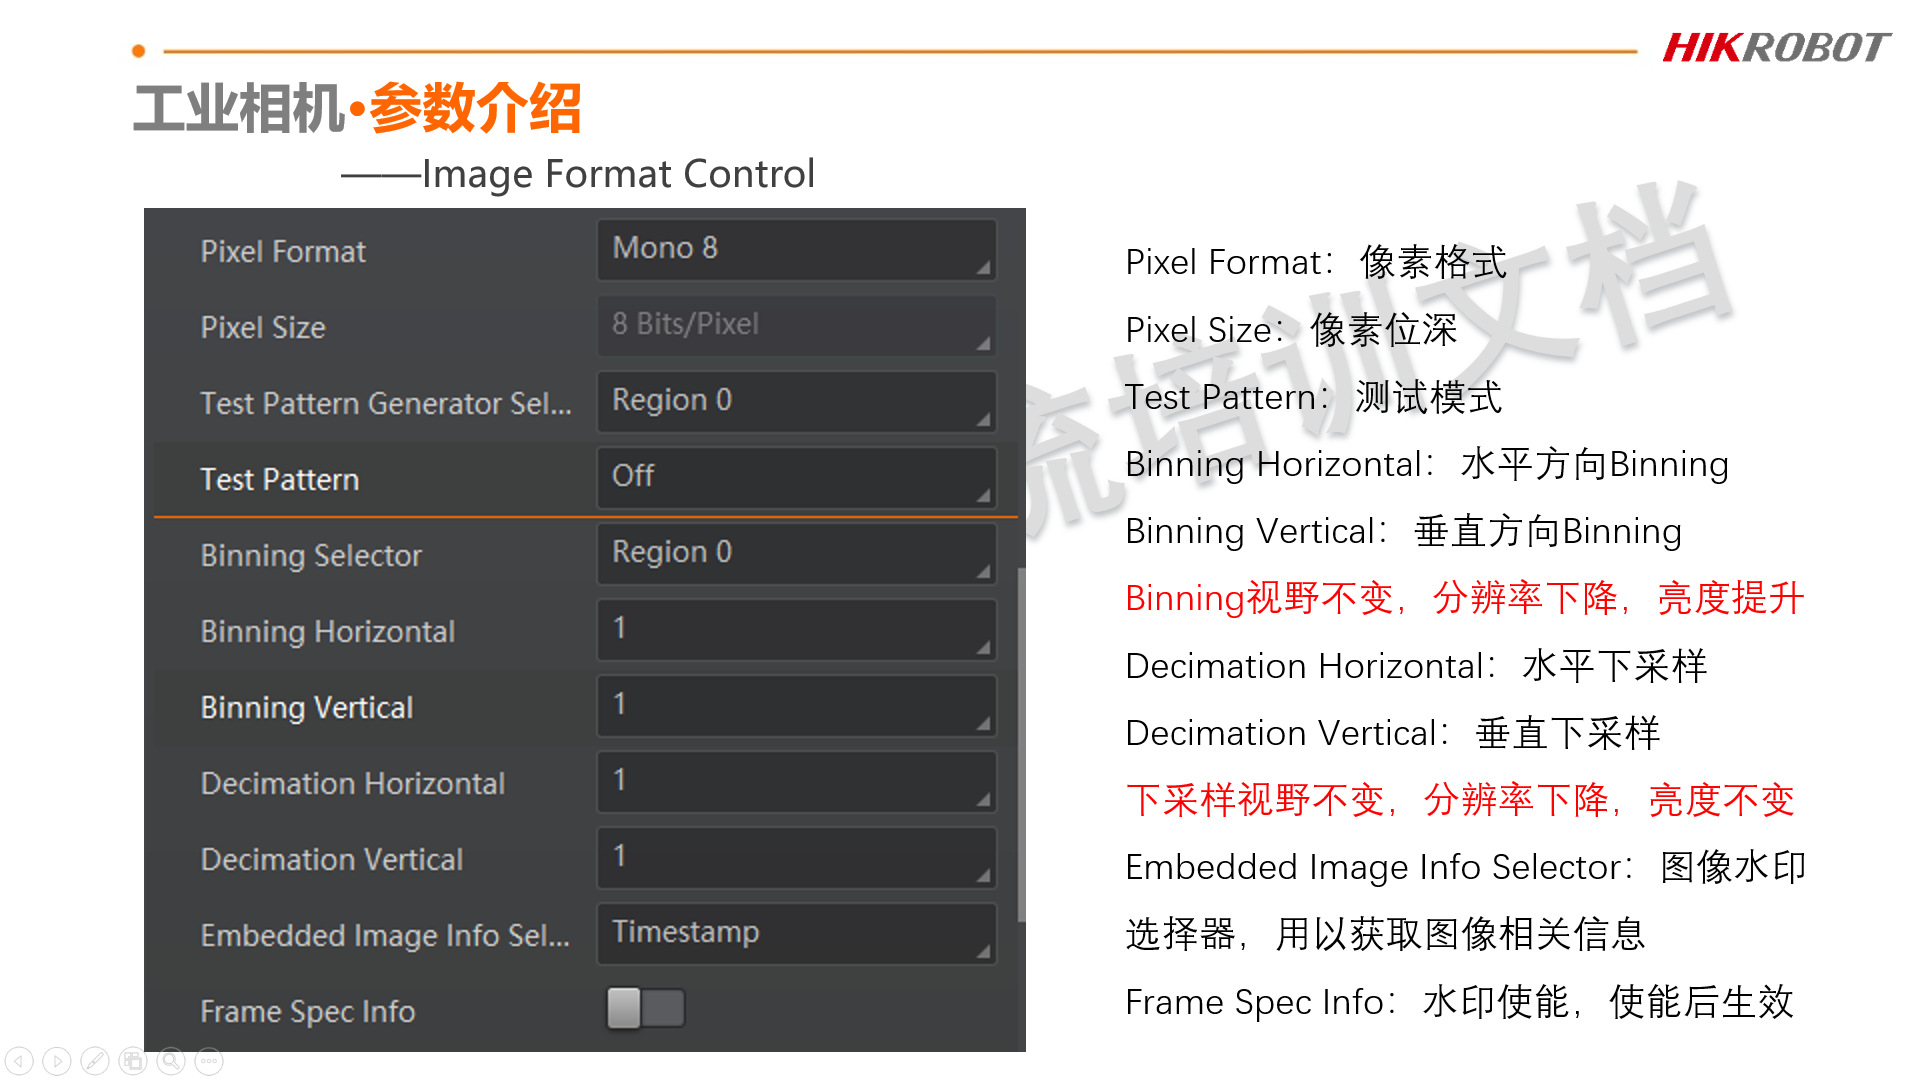 HIKROBOT
工业相机·参数介绍
——Image Format Control
Pixel Format
Mono 8
Pixel Size
8 Bits/Pixel
Test Pattern Generator Sel...
Region 0
Test Pattern
Off
Binning Selector
Region 0
Binning Horizontal
1
Binning Vertical
1
Decimation Horizontal
1
Decimation Vertical
1
Embedded Image Info Sel...
Timestamp
Frame Spec Info
Pixel Format：像素格式
Pixel Size：像素位深
Test Pattern：测试模式
Binning Horizontal：水平方向Binning
Binning Vertical：垂直方向Binning
Binning视野不变，分辨率下降，亮度提升
Decimation Horizontal：水平下采样
Decimation Vertical：垂直下采样
下采样视野不变，分辨率下降，亮度不变
Embedded Image Info Selector：图像水印
选择器，用以获取图像相关信息
Frame Spec Info：水印使能，使能后生效
流培训文档